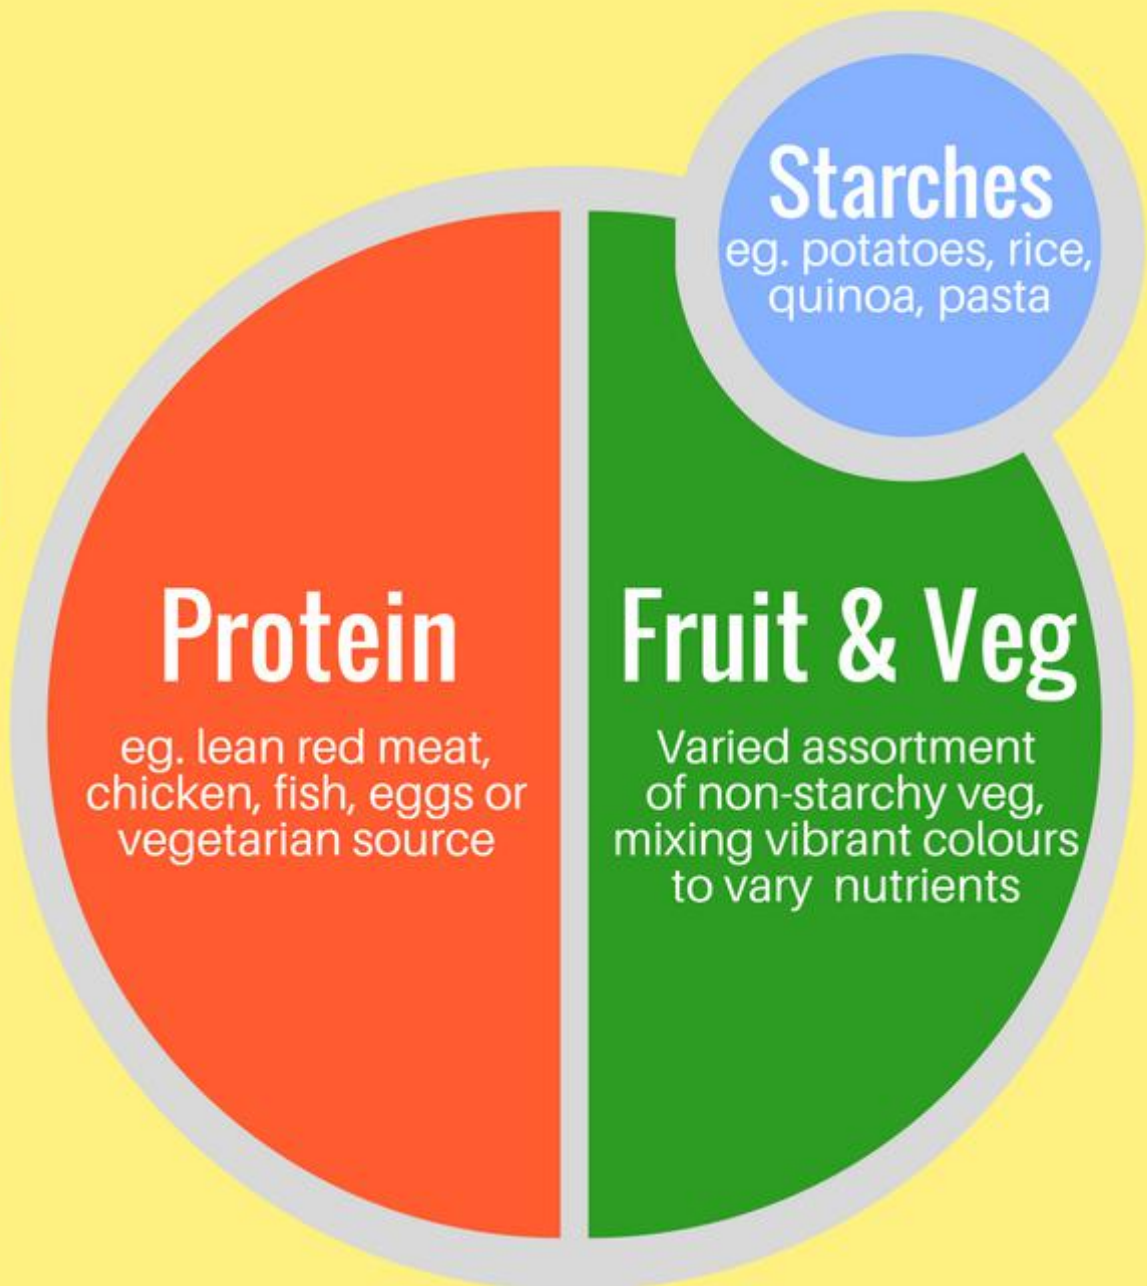 Starches
eg. potatoes, rice,
quinoa, pasta
Protein
eg. lean red meat,
chicken, fish, eggs or
vegetarian source
Fruit & Veg
Varied assortment
of non-starchy veg,
mixing vibrant colours
to vary  nutrients